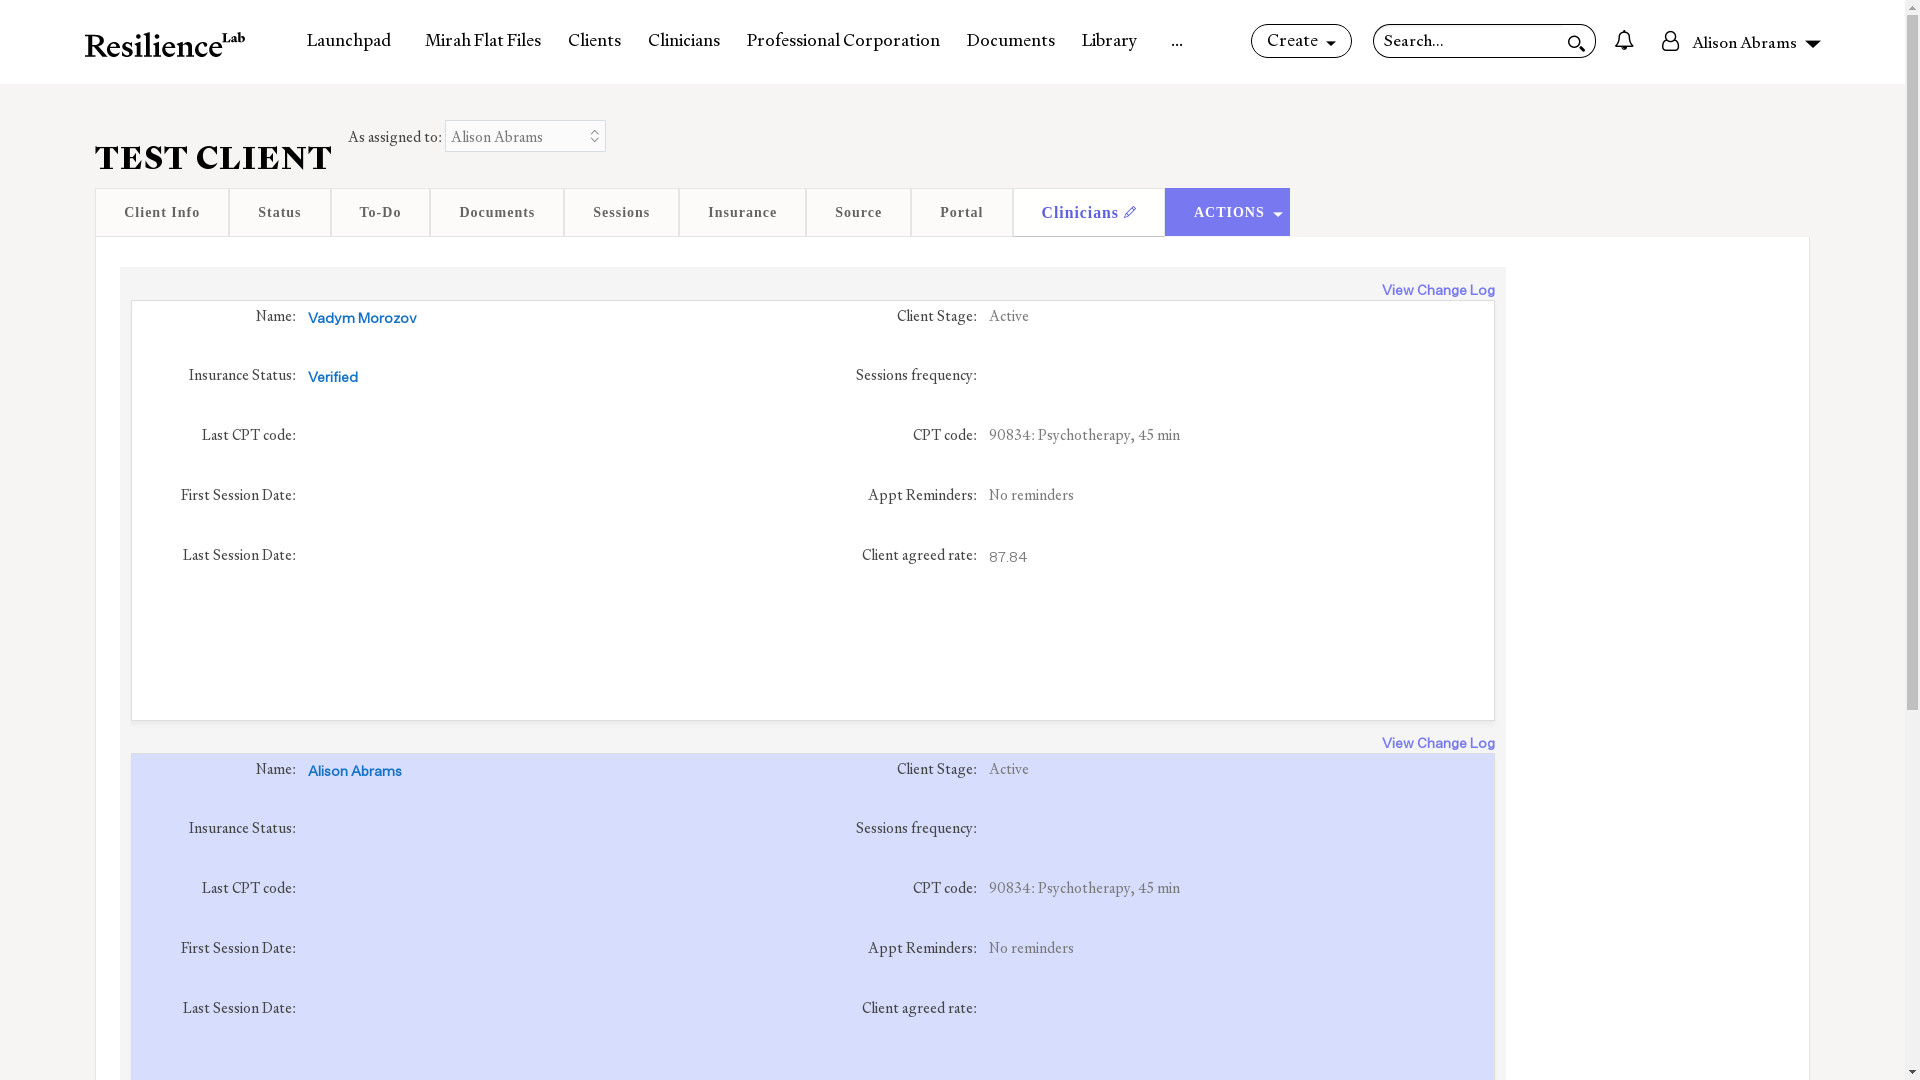 ResilienceLab
Launchpad Mirah Flat Files Clients Clinicians Professional Corporation Documents Library ... Create Search... Alison Abrams
As assigned to: Alison Abrams
TEST CLIENT
Client Info Status To-Do Documents Sessions Insurance Source Portal Clinicians ACTIONS
View Change Log
Name: Vadym Morozov Client Stage: Active
Insurance Status: Verified Sessions frequency:
Last CPT code: CPT code: 90834: Psychotherapy, 45 min
First Session Date: Appt Reminders: No reminders
Last Session Date: Client agreed rate: 87.84
View Change Log
Name: Alison Abrams Client Stage: Active
Insurance Status: Sessions frequency:
Last CPT code: CPT code: 90834: Psychotherapy, 45 min
First Session Date: Appt Reminders: No reminders
Last Session Date: Client agreed rate: